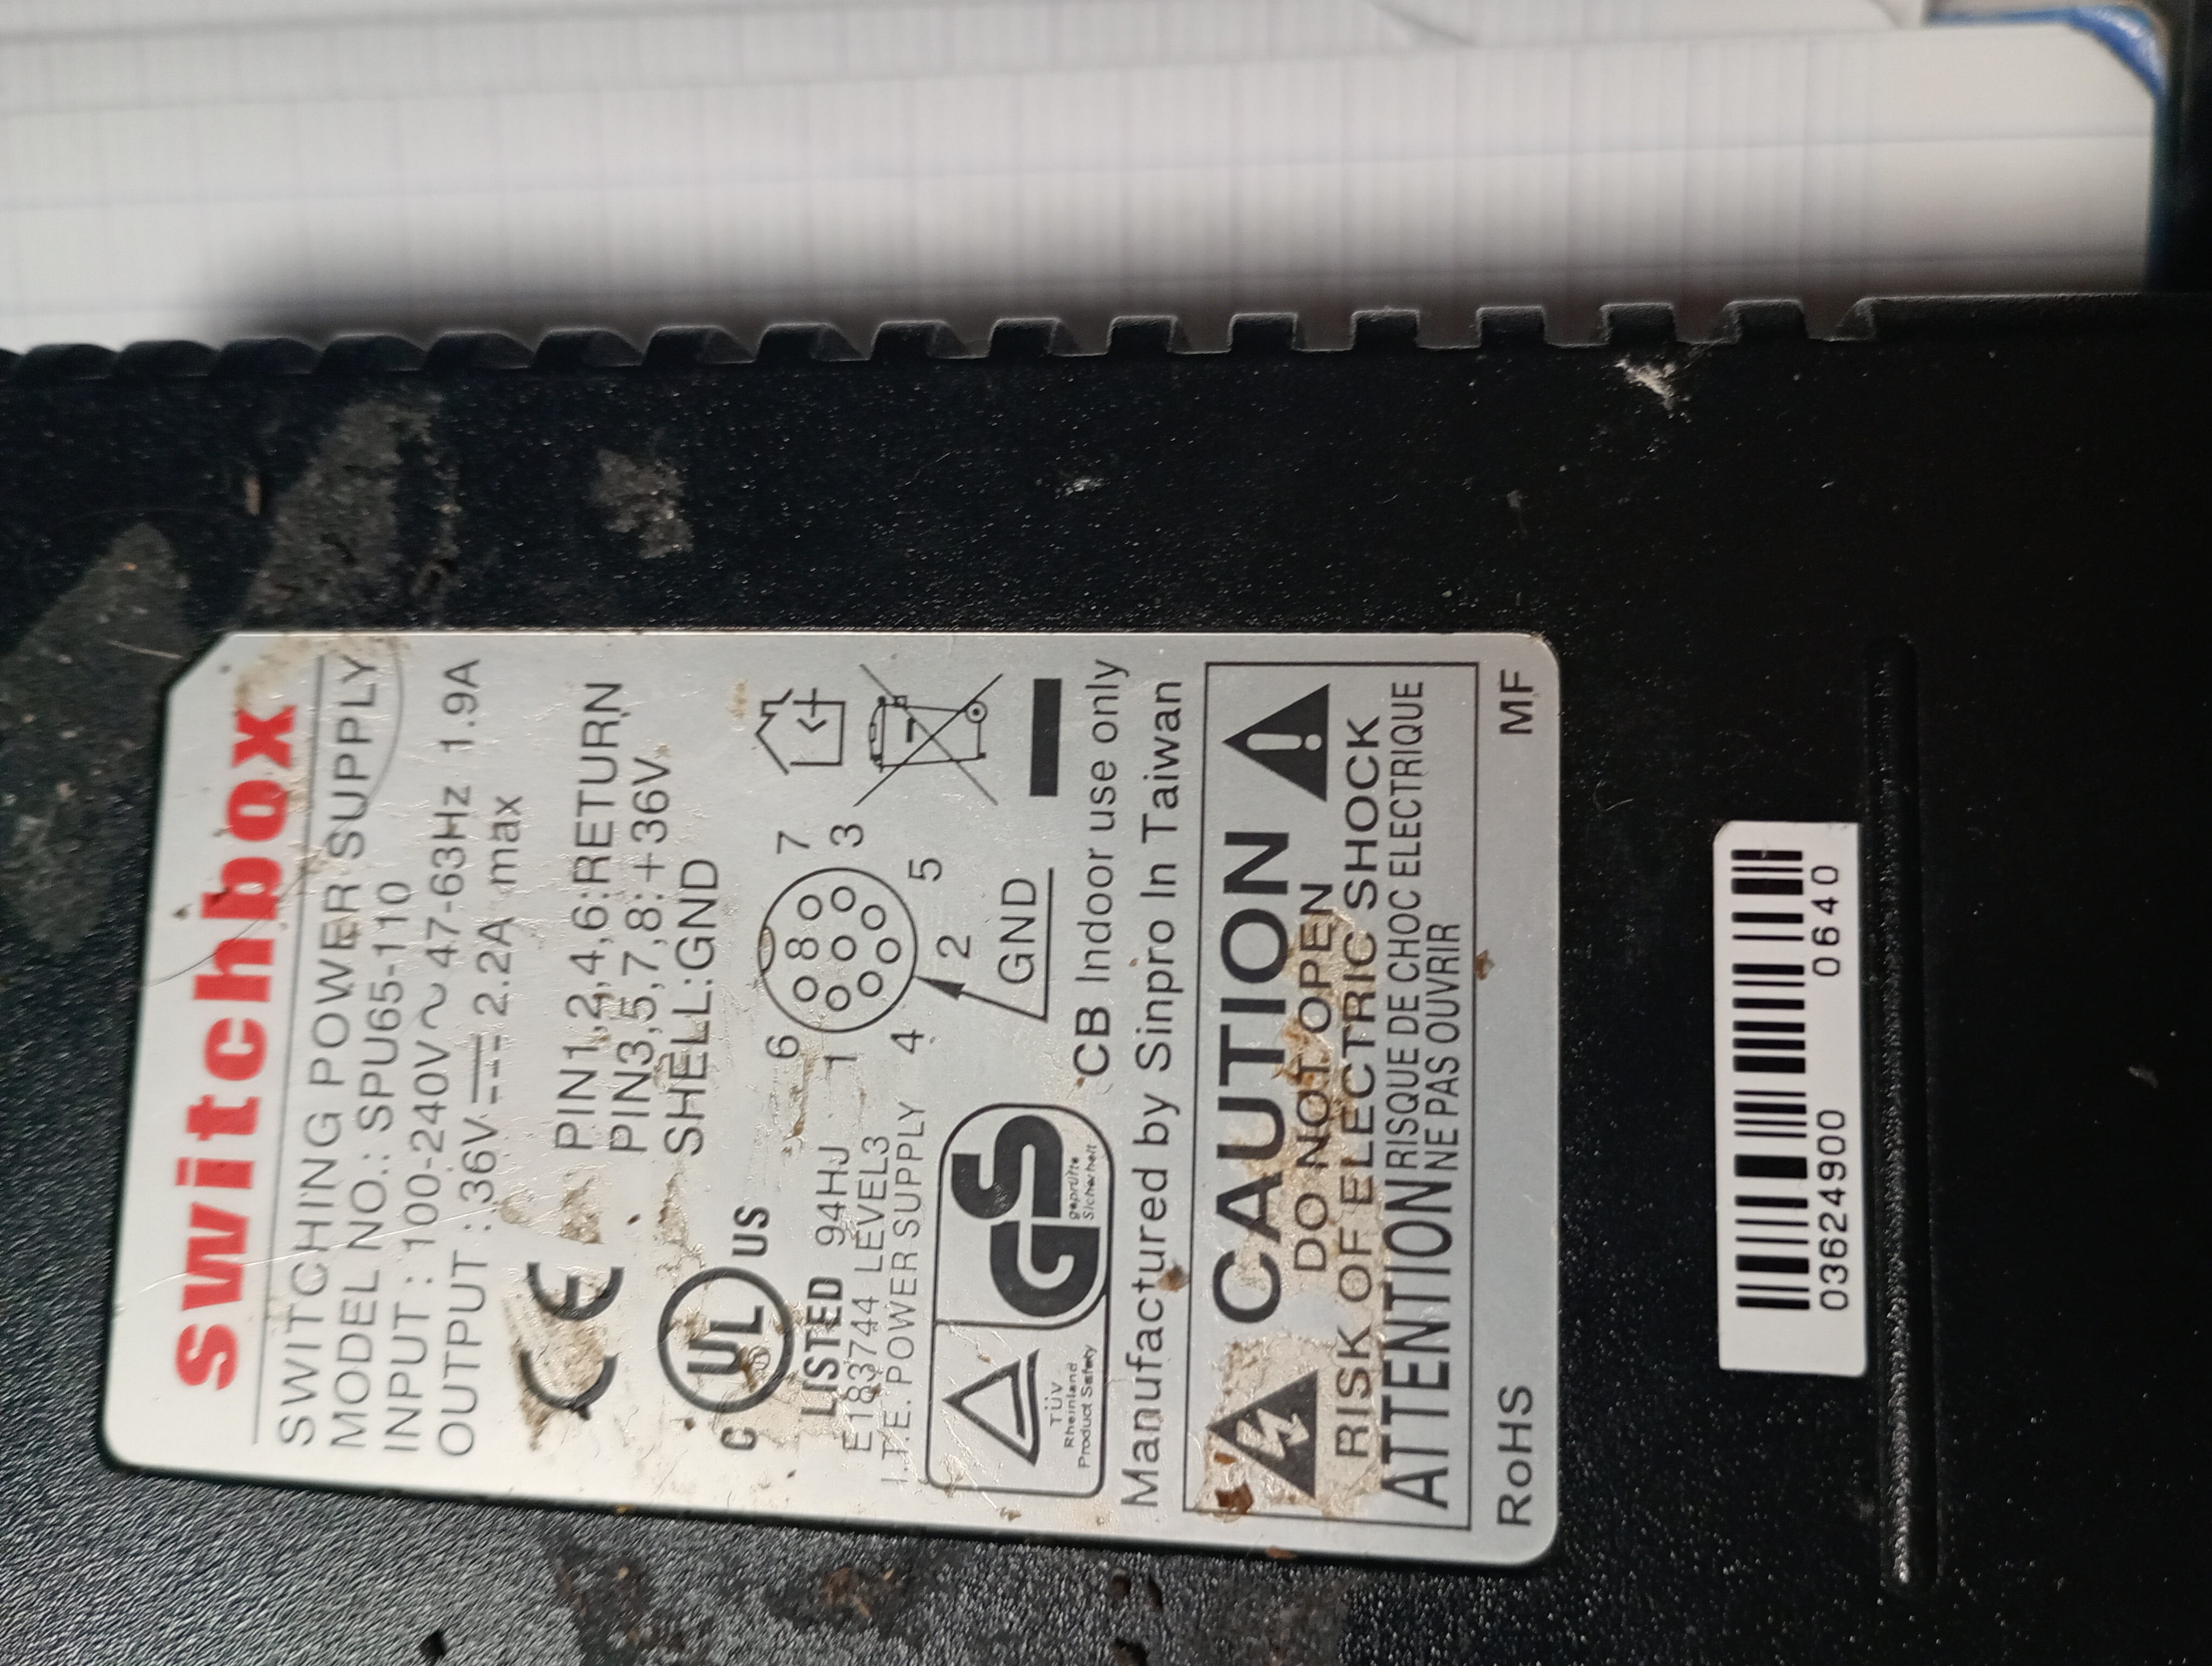 switchbox
SWITCHING POWER SUPPLY
MODEL NO.: SPU65-110
INPUT : 100-240V ~ 47-63Hz 1.9A
OUTPUT : 36V ⎓ 2.2A max
CE
PIN1,2,4,6:RETURN
PIN3,5,7,8:+36V
SHELL:GND
C UL US
LISTED 94HJ
E183744 LEVEL3
I.T.E. POWER SUPPLY
6 7
8
1 3
4 2 5
GND
TÜV
Rheinland
Product Safety
GS
geprüfte
Sicherheit
CB Indoor use only
Manufactured by Sinpro In Taiwan
CAUTION
DO NOT OPEN
RISK OF ELECTRIC SHOCK
ATTENTION RISQUE DE CHOC ELECTRIQUE
NE PAS OUVRIR
RoHS MF
03624900 0640